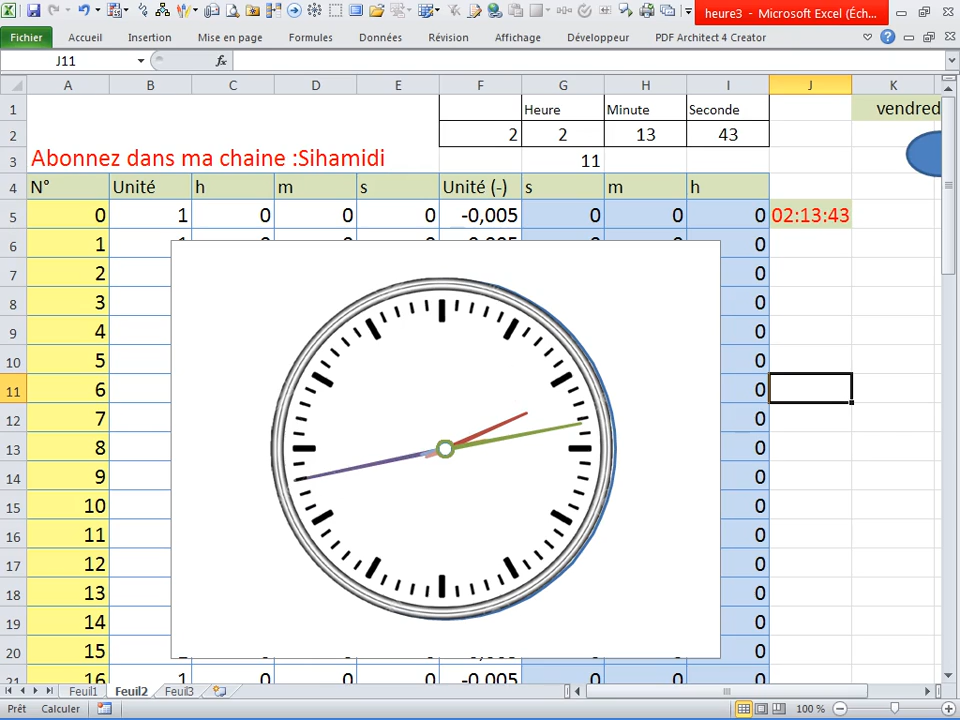 heure3 - Microsoft Excel (Éch...
Fichier Accueil Insertion Mise en page Formules Données Révision Affichage Développeur PDF Architect 4 Creator
J11 fx
A B C D E F G H I J K
1 Heure Minute Seconde vendred
2 2 2 13 43
3 Abonnez dans ma chaine :Sihamidi 11
4 N° Unité h m s Unité (-) s m h
5 0 1 0 0 0 -0,005 0 0 0 02:13:43
6 1 0
7 2 0
8 3 0
9 4 0
10 5 0
11 6 0
12 7 0
13 8 0
14 9 0
15 10 0
16 11 0
17 12 0
18 13 0
19 14 0
20 15 0
21 16 1 0 0 0 -0,005 0 0 0
Feuil1 Feuil2 Feuil3
Prêt Calculer 100 %